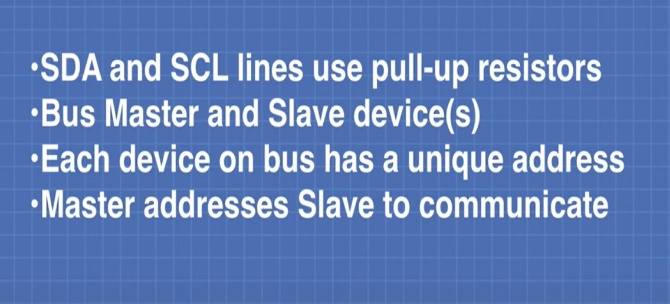 •SDA and SCL lines use pull-up resistors
•Bus Master and Slave device(s)
•Each device on bus has a unique address
•Master addresses Slave to communicate